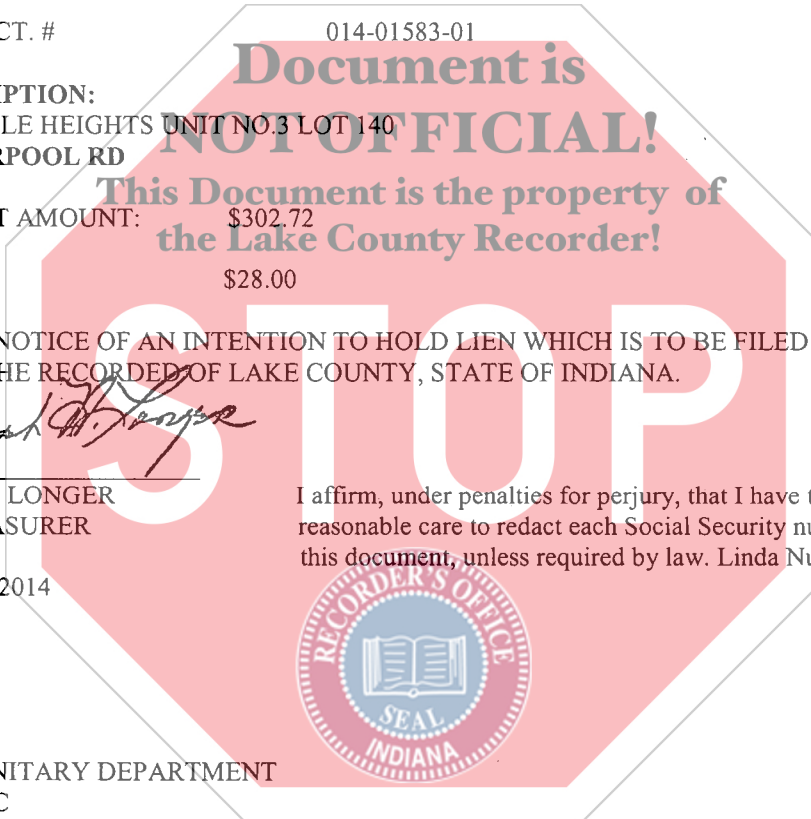 CT. # 014-01583-01
Document is
IPTION:
LE HEIGHTS UNIT NO.3 LOT 140
NOT OFFICIAL!
RPOOL RD
This Document is the property of
T AMOUNT: $302.72
the Lake County Recorder!
$28.00
NOTICE OF AN INTENTION TO HOLD LIEN WHICH IS TO BE FILED
HE RECORDED OF LAKE COUNTY, STATE OF INDIANA.
STOP
LONGER I affirm, under penalties for perjury, that I have t
ASURER reasonable care to redact each Social Security nu
this document, unless required by law. Linda Nu
2014
RECORDER'S OFFICE
SEAL
INDIANA
NITARY DEPARTMENT
C